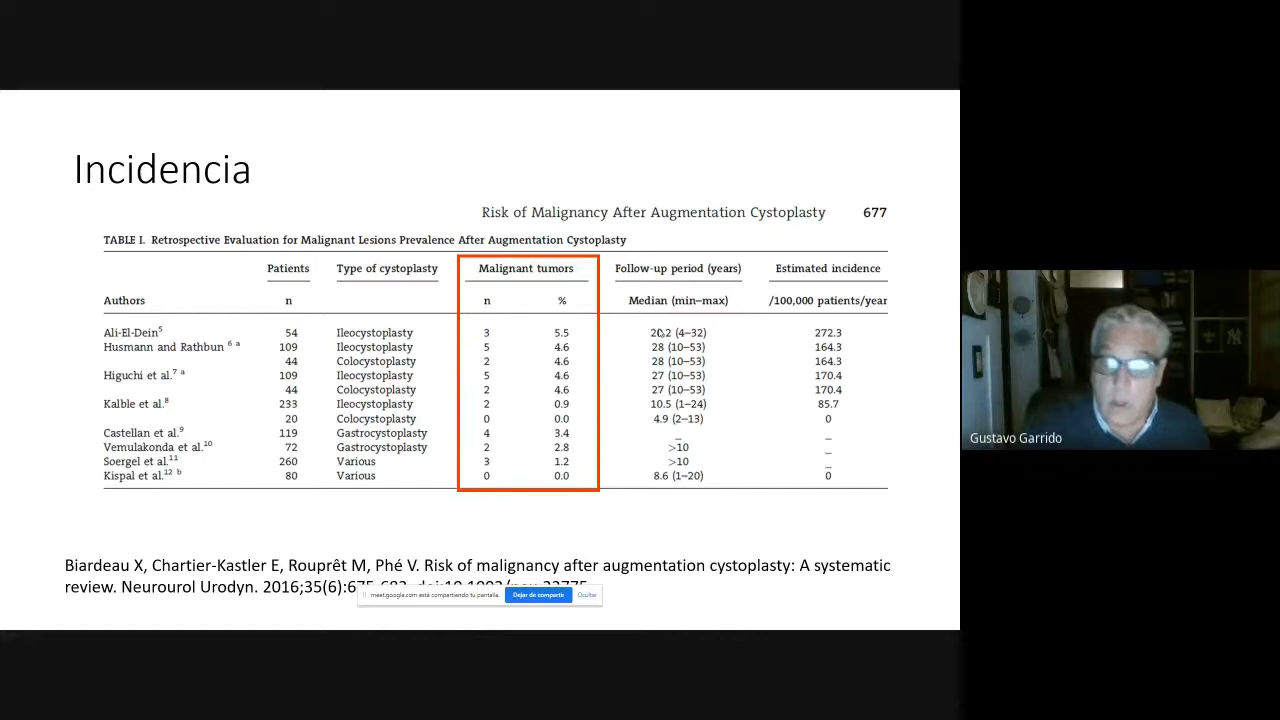 Incidencia
Risk of Malignancy After Augmentation Cystoplasty 677
TABLE I. Retrospective Evaluation for Malignant Lesions Prevalence After Augmentation Cystoplasty
Patients Type of cystoplasty Malignant tumors Follow-up period (years) Estimated incidence
Authors n n % Median (min–max) /100,000 patients/year
Ali-El-Dein5 54 Ileocystoplasty 3 5.5 (4–32) 272.3
Husmann and Rathbun 6 a 109 Ileocystoplasty 5 4.6 28 (10–53) 164.3
44 Colocystoplasty 2 4.6 28 (10–53) 164.3
Higuchi et al.7 a 109 Ileocystoplasty 5 4.6 27 (10–53) 170.4
44 Colocystoplasty 2 4.6 27 (10–53) 170.4
Kalble et al.8 233 Ileocystoplasty 2 0.9 10.5 (1–24) 85.7
20 Colocystoplasty 0 0.0 4.9 (2–13) 0
Castellan et al.9 119 Gastrocystoplasty 4 3.4 – –
Vemulakonda et al.10 72 Gastrocystoplasty 2 2.8 >10 –
Soergel et al.11 260 Various 3 1.2 >10 –
Kispal et al.12 b 80 Various 0 0.0 8.6 (1–20) 0
Biardeau X, Chartier-Kastler E, Rouprêt M, Phé V. Risk of malignancy after augmentation cystoplasty: A systematic
review. Neurourol Urodyn. 2016;35(6):
meet.google.com está compartiendo tu pantalla. Dejar de compartir Ocultar
Gustavo Garrido